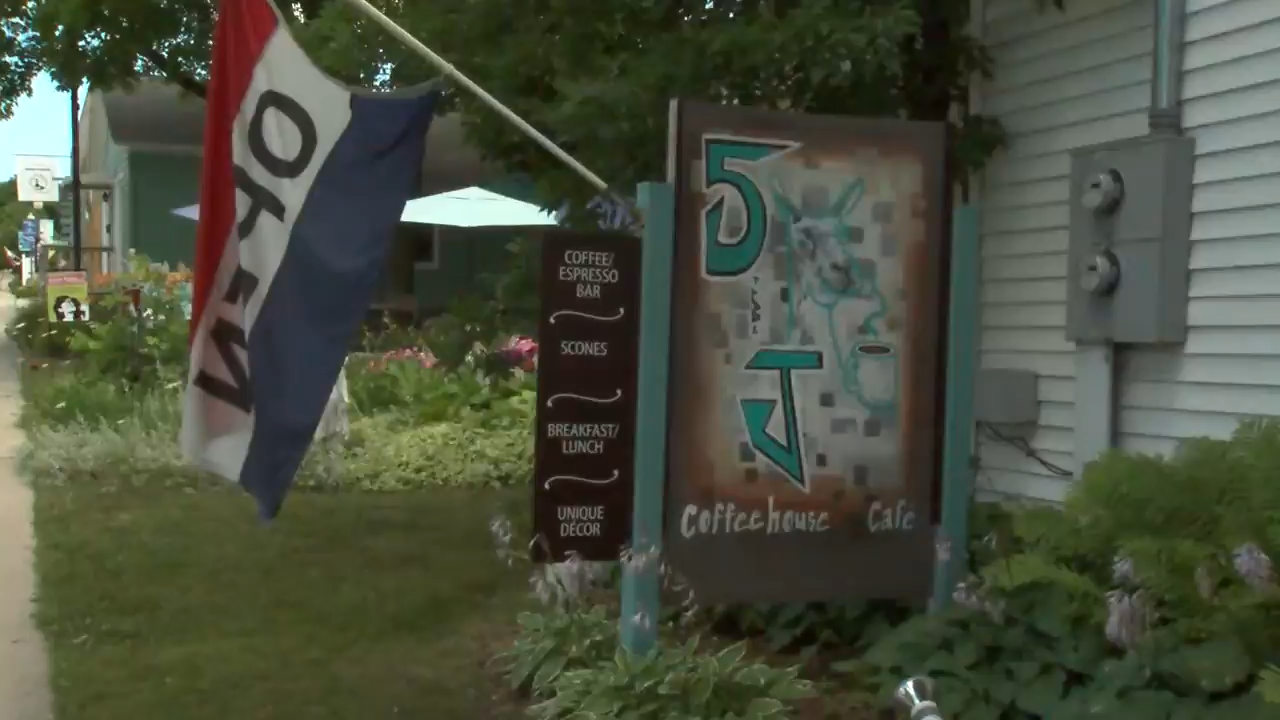 OPEN
COFFEE/
ESPRESSO
BAR
SCONES
BREAKFAST/
LUNCH
UNIQUE
DÉCOR
5
J
Coffeehouse Cafe